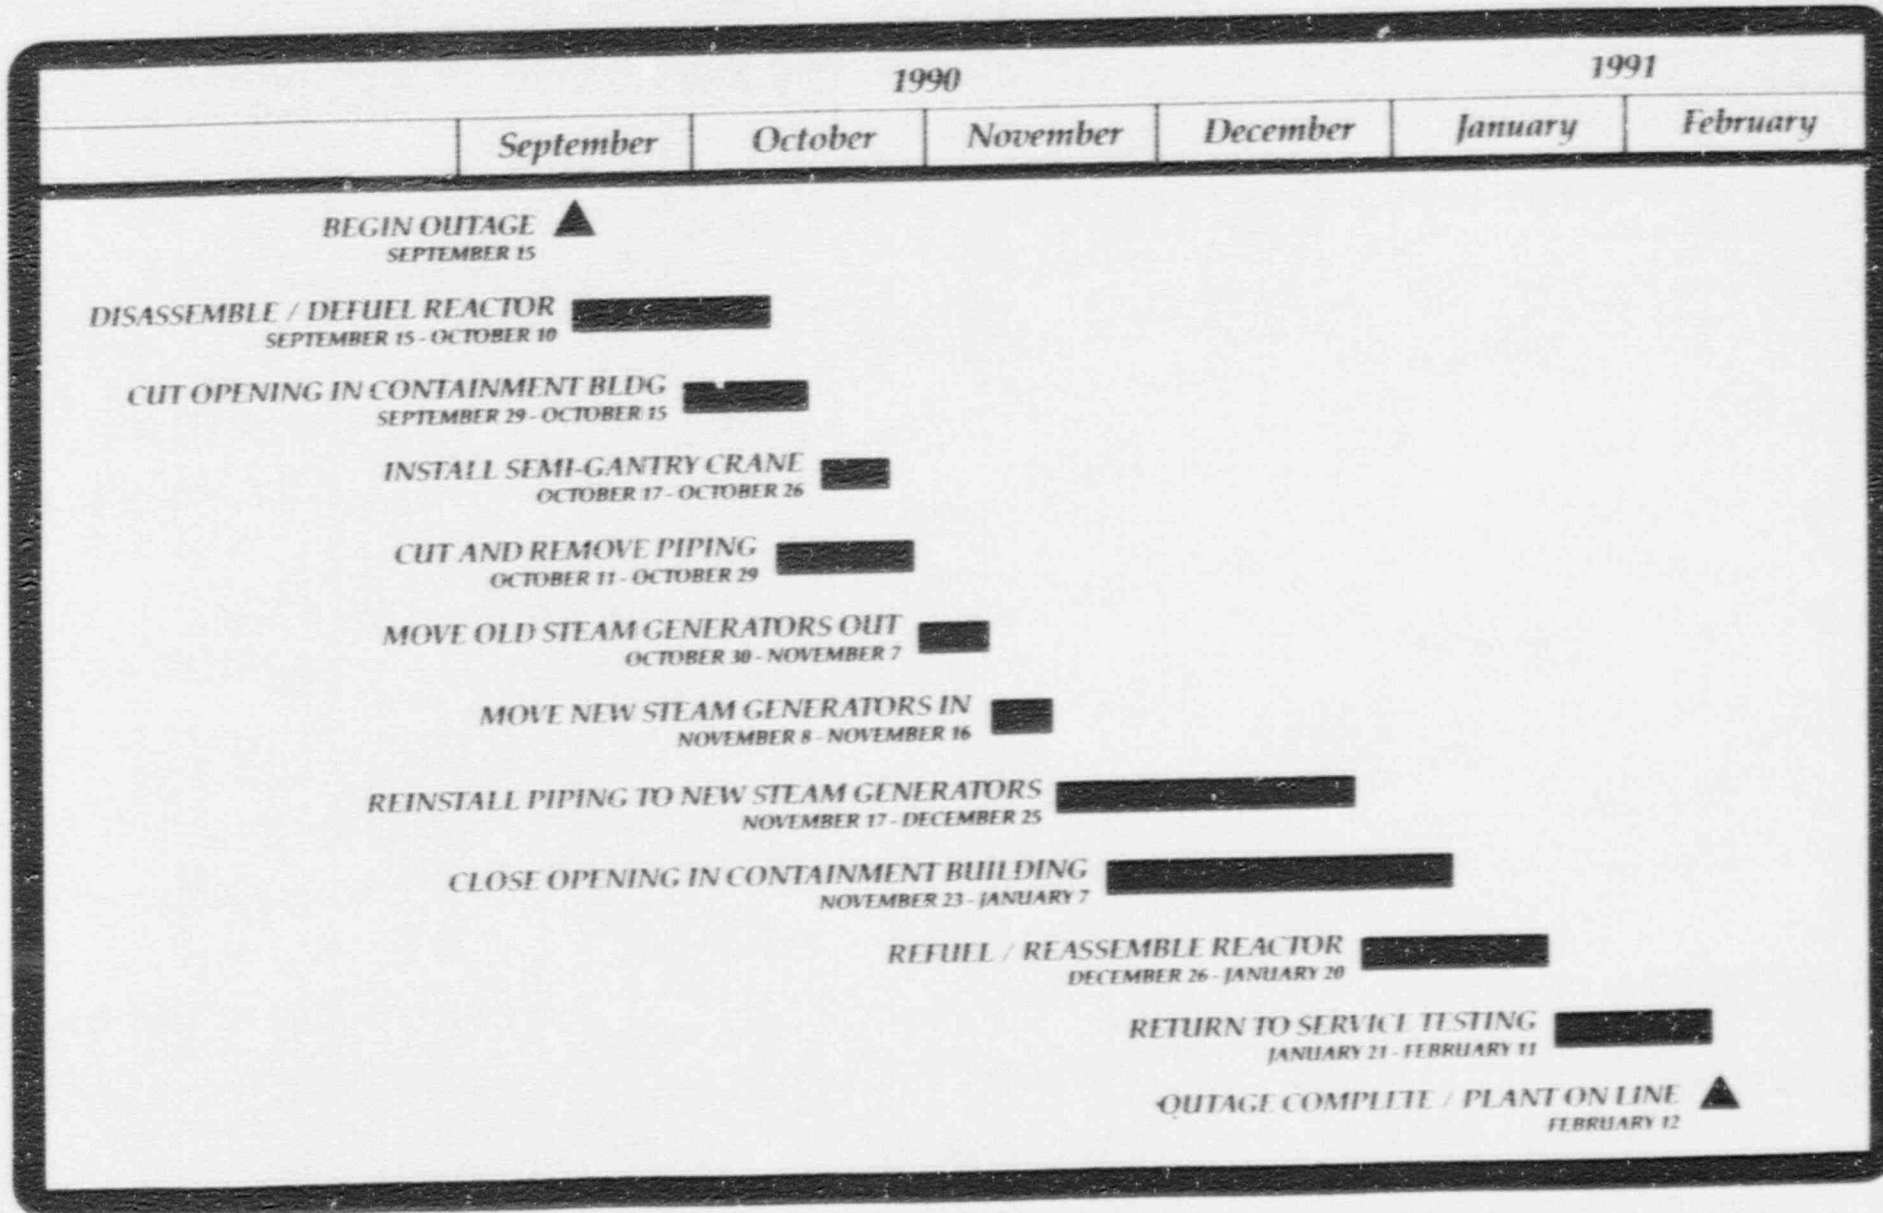 1990
1991
September
October
November
December
January
February
BEGIN OUTAGE
SEPTEMBER 15
DISASSEMBLE / DEFUEL REACTOR
SEPTEMBER 15 - OCTOBER 10
CUT OPENING IN CONTAINMENT BLDG
SEPTEMBER 29 - OCTOBER 15
INSTALL SEMI-GANTRY CRANE
OCTOBER 17 - OCTOBER 26
CUT AND REMOVE PIPING
OCTOBER 11 - OCTOBER 29
MOVE OLD STEAM GENERATORS OUT
OCTOBER 30 - NOVEMBER 7
MOVE NEW STEAM GENERATORS IN
NOVEMBER 8 - NOVEMBER 16
REINSTALL PIPING TO NEW STEAM GENERATORS
NOVEMBER 17 - DECEMBER 25
CLOSE OPENING IN CONTAINMENT BUILDING
NOVEMBER 23 - JANUARY 7
REFUEL / REASSEMBLE REACTOR
DECEMBER 26 - JANUARY 20
RETURN TO SERVICE TESTING
JANUARY 21 - FEBRUARY 11
OUTAGE COMPLETE / PLANT ON LINE
FEBRUARY 12